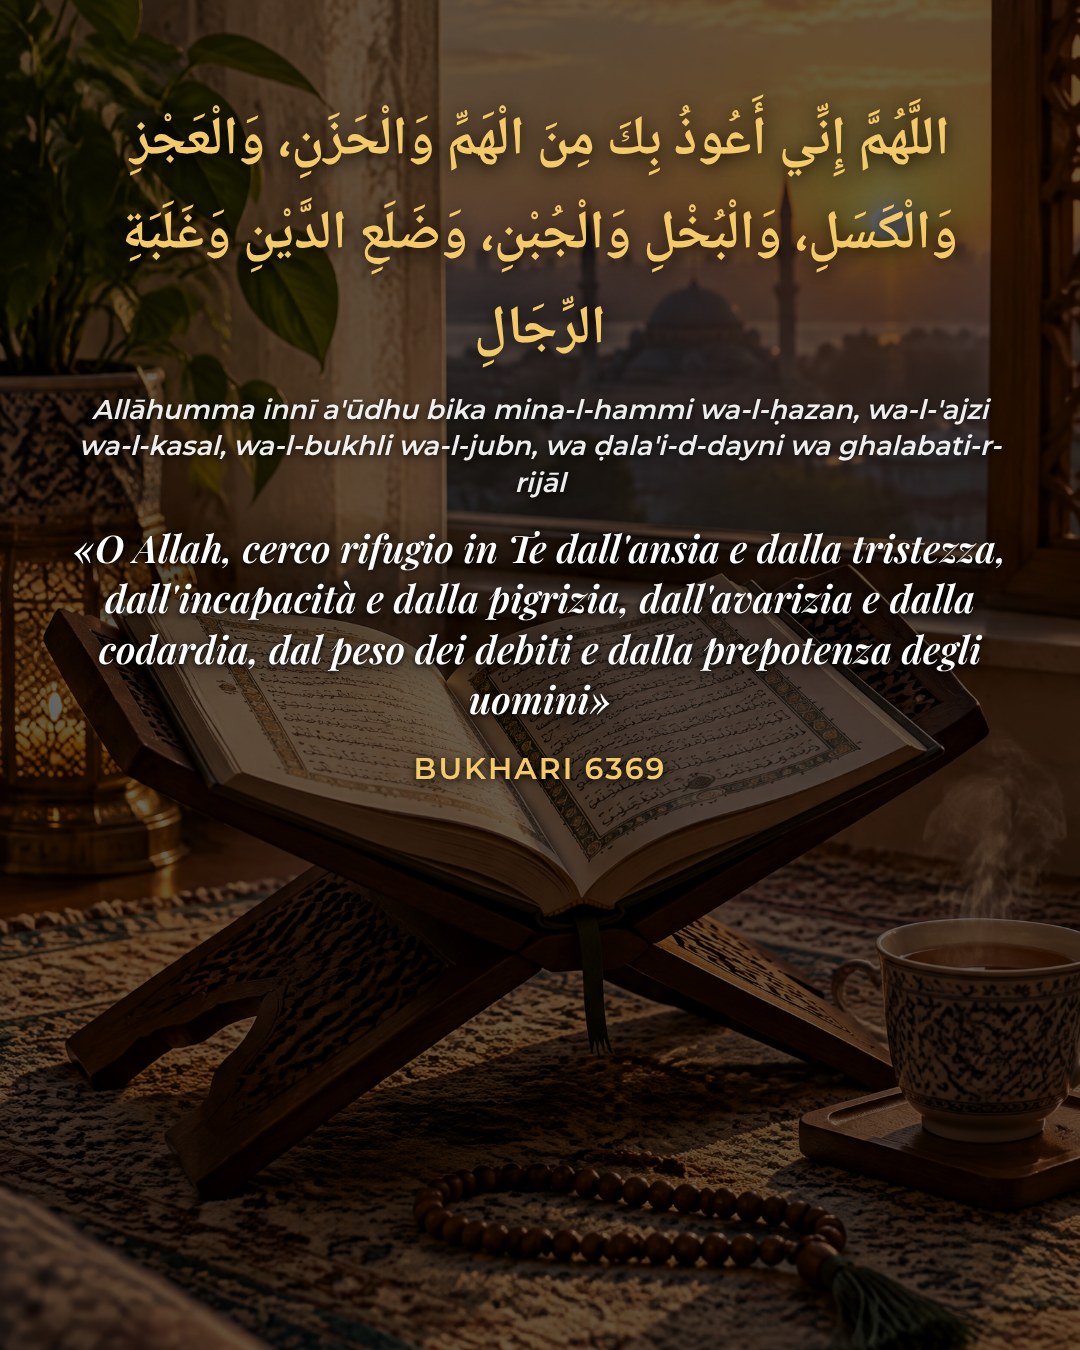 اللَّهُمَّ إِنِّي أَعُوذُ بِكَ مِنَ الْهَمِّ وَالْحَزَنِ، وَالْعَجْزِ
وَالْكَسَلِ، وَالْبُخْلِ وَالْجُبْنِ، وَضَلَعِ الدَّيْنِ وَغَلَبَةِ
الرِّجَالِ
Allāhumma innī a'ūdhu bika mina-l-hammi wa-l-ḥazan, wa-l-'ajzi
wa-l-kasal, wa-l-bukhli wa-l-jubn, wa ḍala'i-d-dayni wa ghalabati-r-
rijāl
«O Allah, cerco rifugio in Te dall'ansia e dalla tristezza,
dall'incapacità e dalla pigrizia, dall'avarizia e dalla
codardia, dal peso dei debiti e dalla prepotenza degli
uomini»
BUKHARI 6369